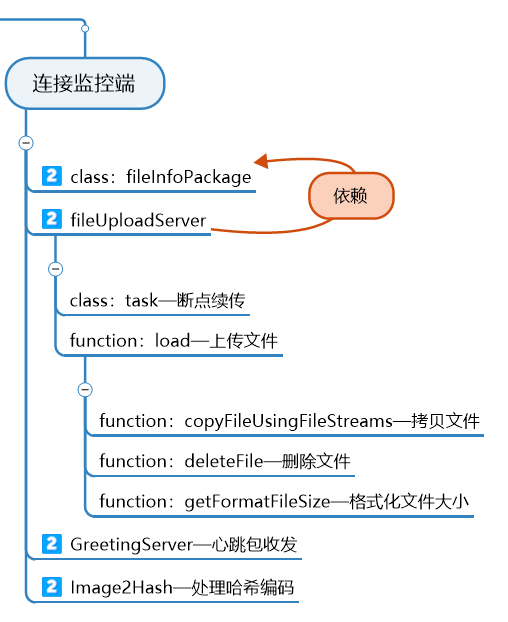 连接监控端
2 class：fileInfoPackage
依赖
2 fileUploadServer
class：task—断点续传
function：load—上传文件
function：copyFileUsingFileStreams—拷贝文件
function：deleteFile—删除文件
function：getFormatFileSize—格式化文件大小
2 GreetingServer—心跳包收发
2 Image2Hash—处理哈希编码